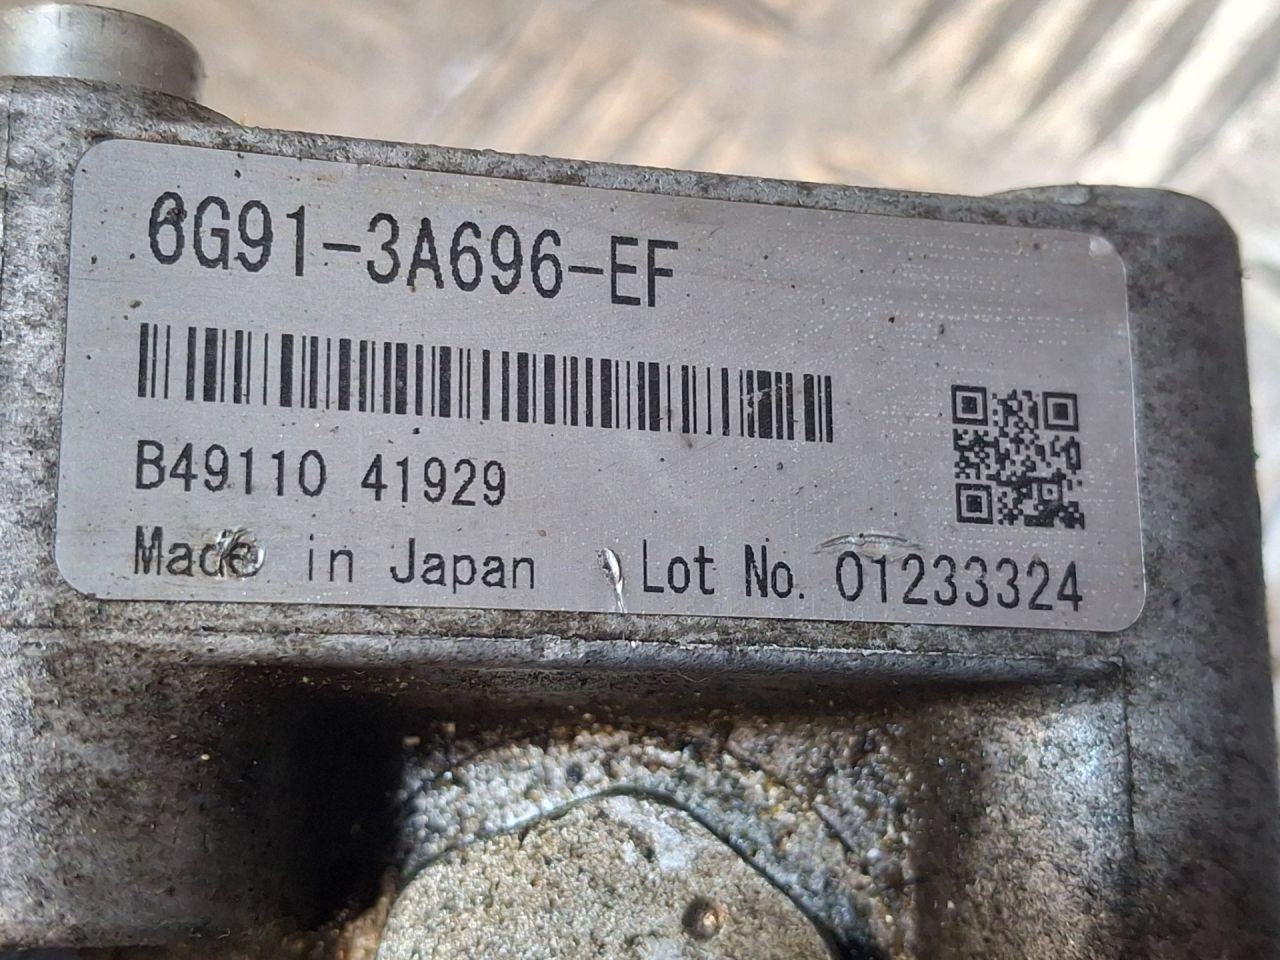 6G91-3A696-EF
B49110 41929
Made in Japan Lot No. 01233324